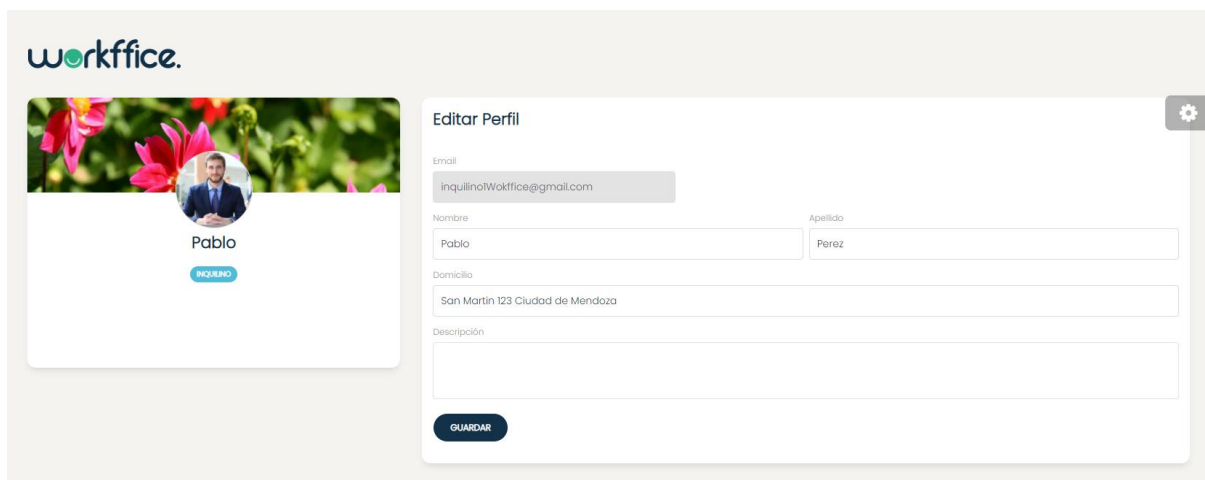 workffice.
Pablo
INQUILINO
Editar Perfil
Email
inquilino1Wokffice@gmail.com
Nombre
Apellido
Pablo
Perez
Domicilio
San Martin 123 Ciudad de Mendoza
Descripción
GUARDAR